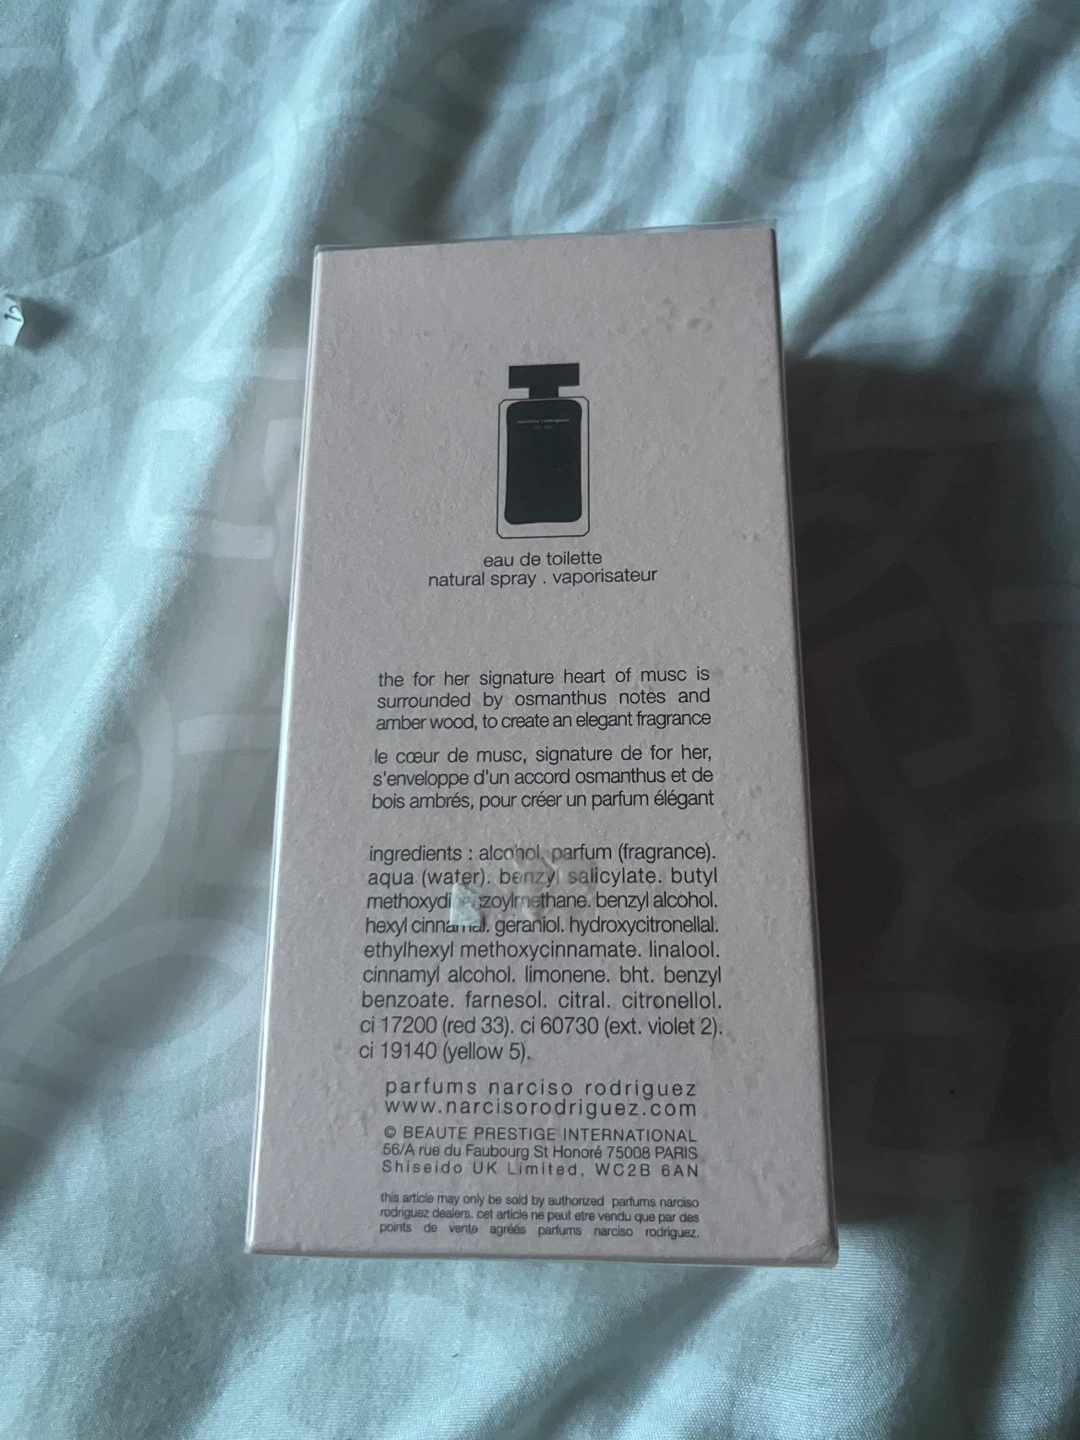 eau de toilette
natural spray . vaporisateur
the for her signature heart of musc is
surrounded by osmanthus notes and
amber wood, to create an elegant fragrance
le cœur de musc, signature de for her,
s'enveloppe d'un accord osmanthus et de
bois ambrés, pour créer un parfum élégant
ingredients : alcohol. parfum (fragrance).
aqua (water). benzyl salicylate. butyl
methoxydibenzoylmethane. benzyl alcohol.
hexyl cinnamal. geraniol. hydroxycitronellal.
ethylhexyl methoxycinnamate. linalool.
cinnamyl alcohol. limonene. bht. benzyl
benzoate. farnesol. citral. citronellol.
ci 17200 (red 33). ci 60730 (ext. violet 2).
ci 19140 (yellow 5).
parfums narciso rodriguez
www.narcisorodriguez.com
© BEAUTE PRESTIGE INTERNATIONAL
56/A rue du Faubourg St Honoré 75008 PARIS
Shiseido UK Limited, WC2B 6AN
this article may only be sold by authorized parfums narciso
rodriguez dealers. cet article ne peut etre vendu que par des
points de vente agréés parfums narciso rodriguez.